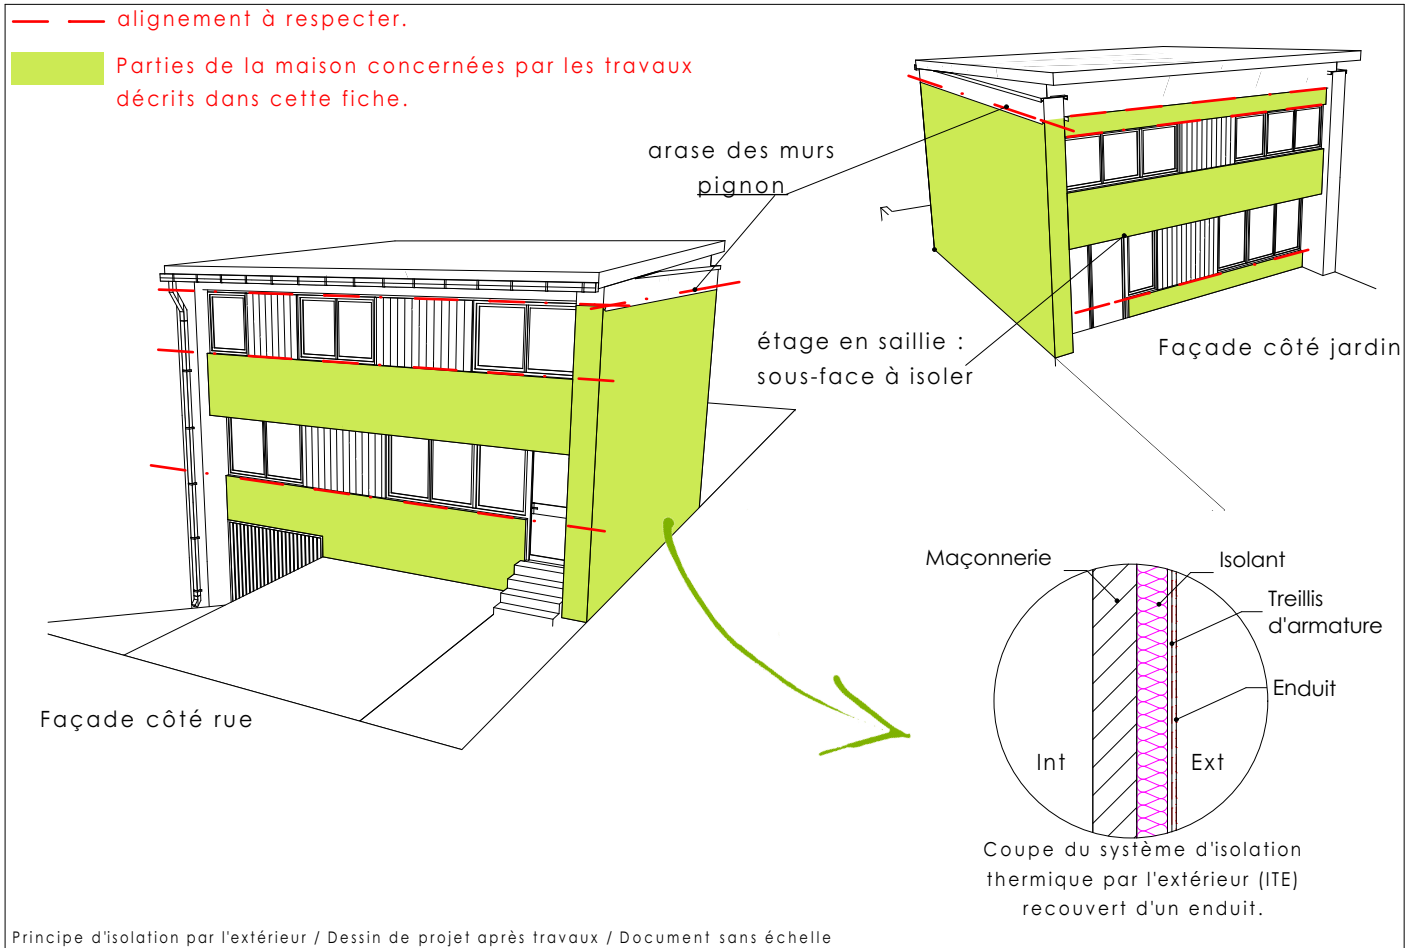 alignement à respecter.
Parties de la maison concernées par les travaux
décrits dans cette fiche.
arase des murs
pignon
étage en saillie :
sous-face à isoler
Façade côté jardin
Façade côté rue
Maçonnerie
Isolant
Treillis
d'armature
Enduit
Int
Ext
Coupe du système d'isolation
thermique par l'extérieur (ITE)
recouvert d'un enduit.
Principe d'isolation par l'extérieur / Dessin de projet après travaux / Document sans échelle